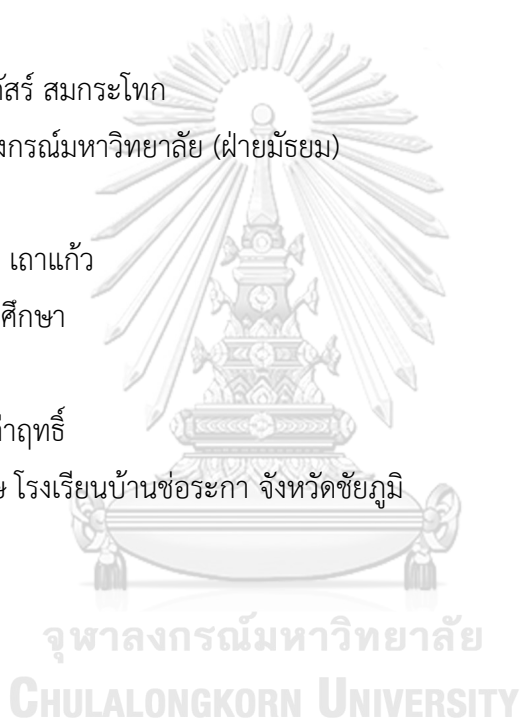 ภัสร์ สมกระโทก
งกรณ์มหาวิทยาลัย (ฝ่ายมัธยม)
เถาแก้ว
ศึกษา
ฤทธิ์
โรงเรียนบ้านช่อระกา จังหวัดชัยภูมิ
จุฬาลงกรณ์มหาวิทยาลัย
CHULALONGKORN UNIVERSITY